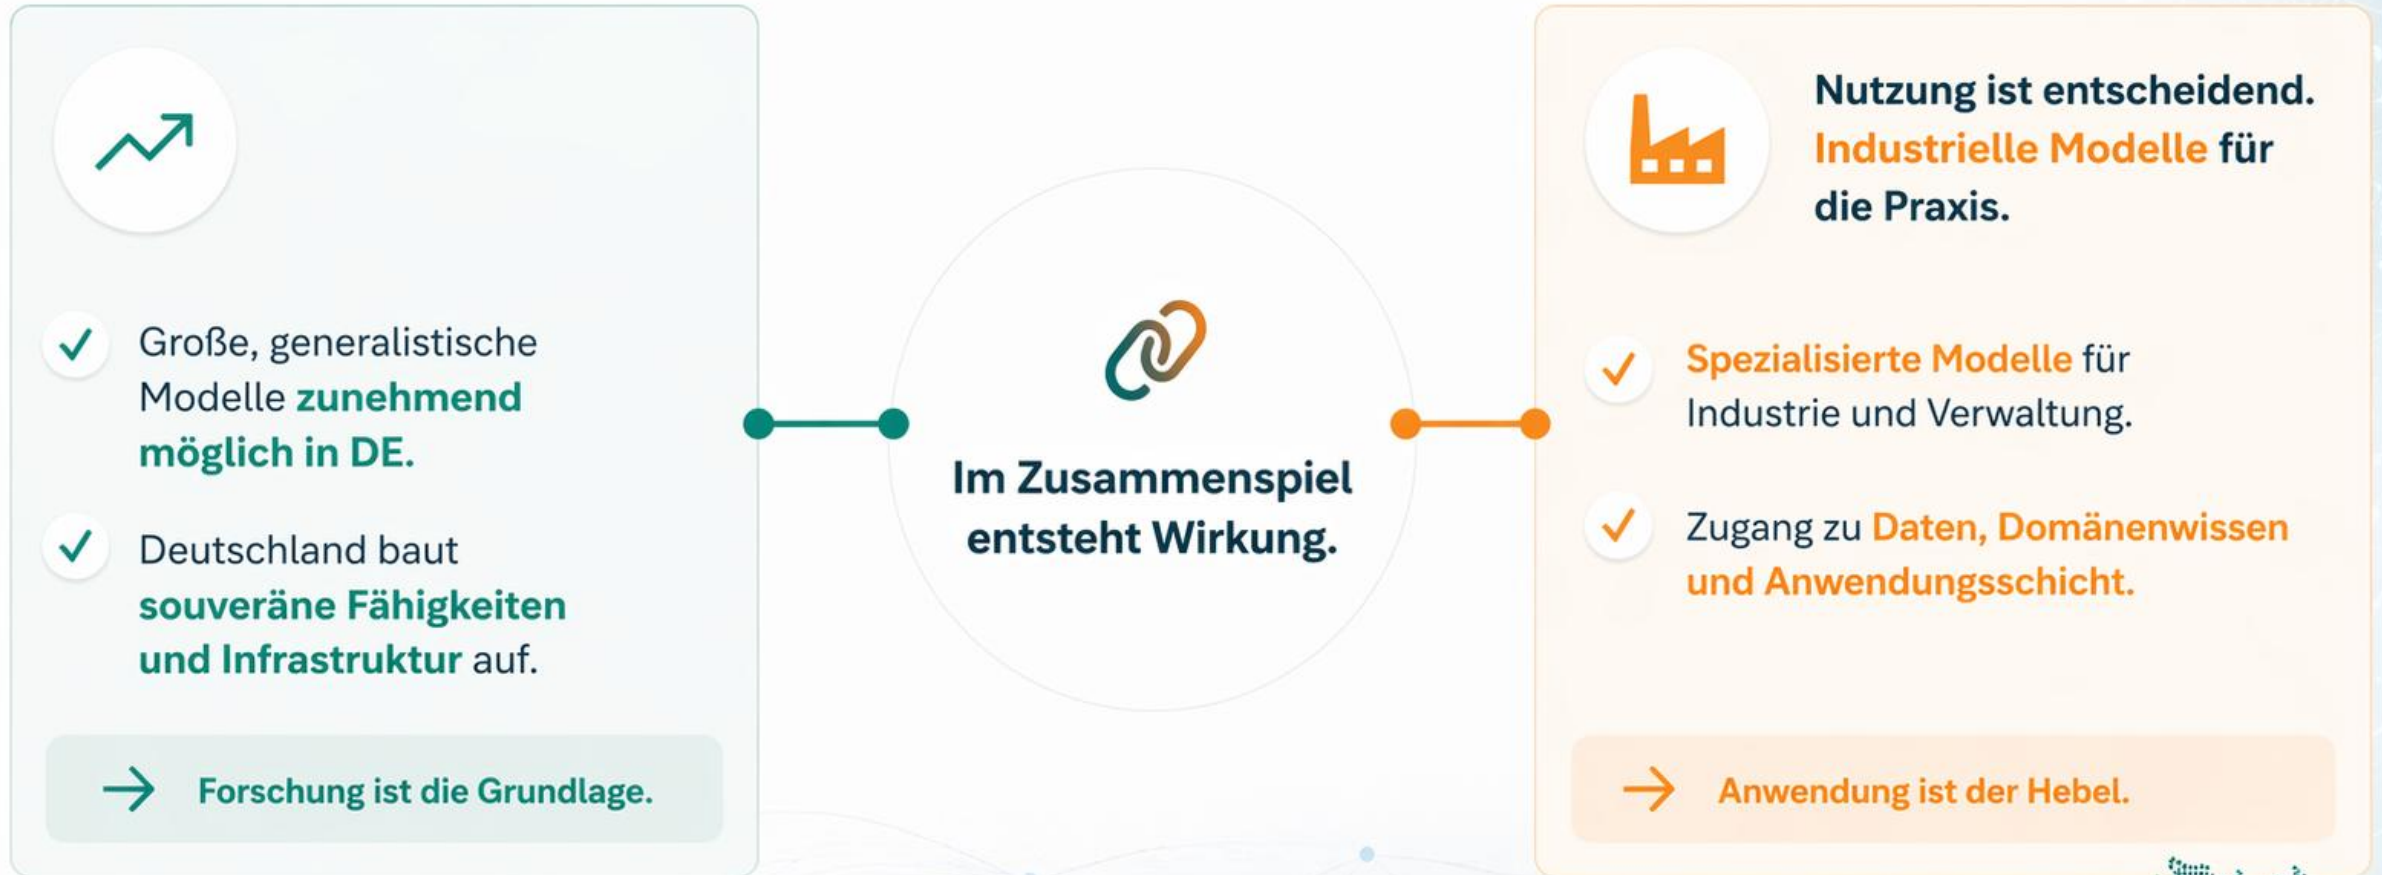 Große, generalistische
Modelle zunehmend
möglich in DE.
Deutschland baut
souveräne Fähigkeiten
und Infrastruktur auf.
Forschung ist die Grundlage.
Im Zusammenspiel
entsteht Wirkung.
Nutzung ist entscheidend.
Industrielle Modelle für
die Praxis.
Spezialisierte Modelle für
Industrie und Verwaltung.
Zugang zu Daten, Domänenwissen
und Anwendungsschicht.
Anwendung ist der Hebel.